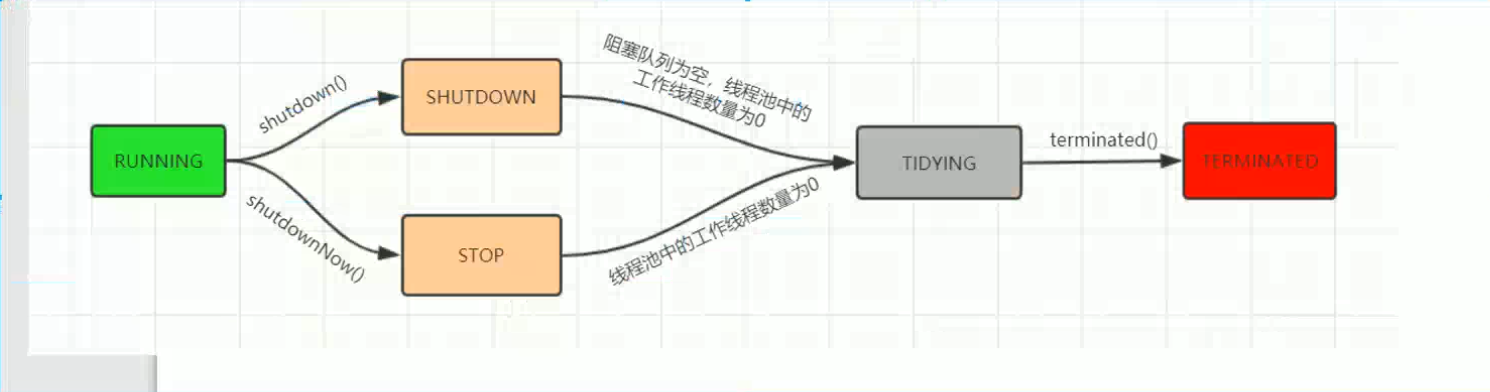 RUNNING
shutdown()
shutdownNow()
SHUTDOWN
STOP
阻塞队列为空，线程池中的
工作线程数量为0
线程池中的工作线程数量为0
TIDYING
terminated()
TERMINATED